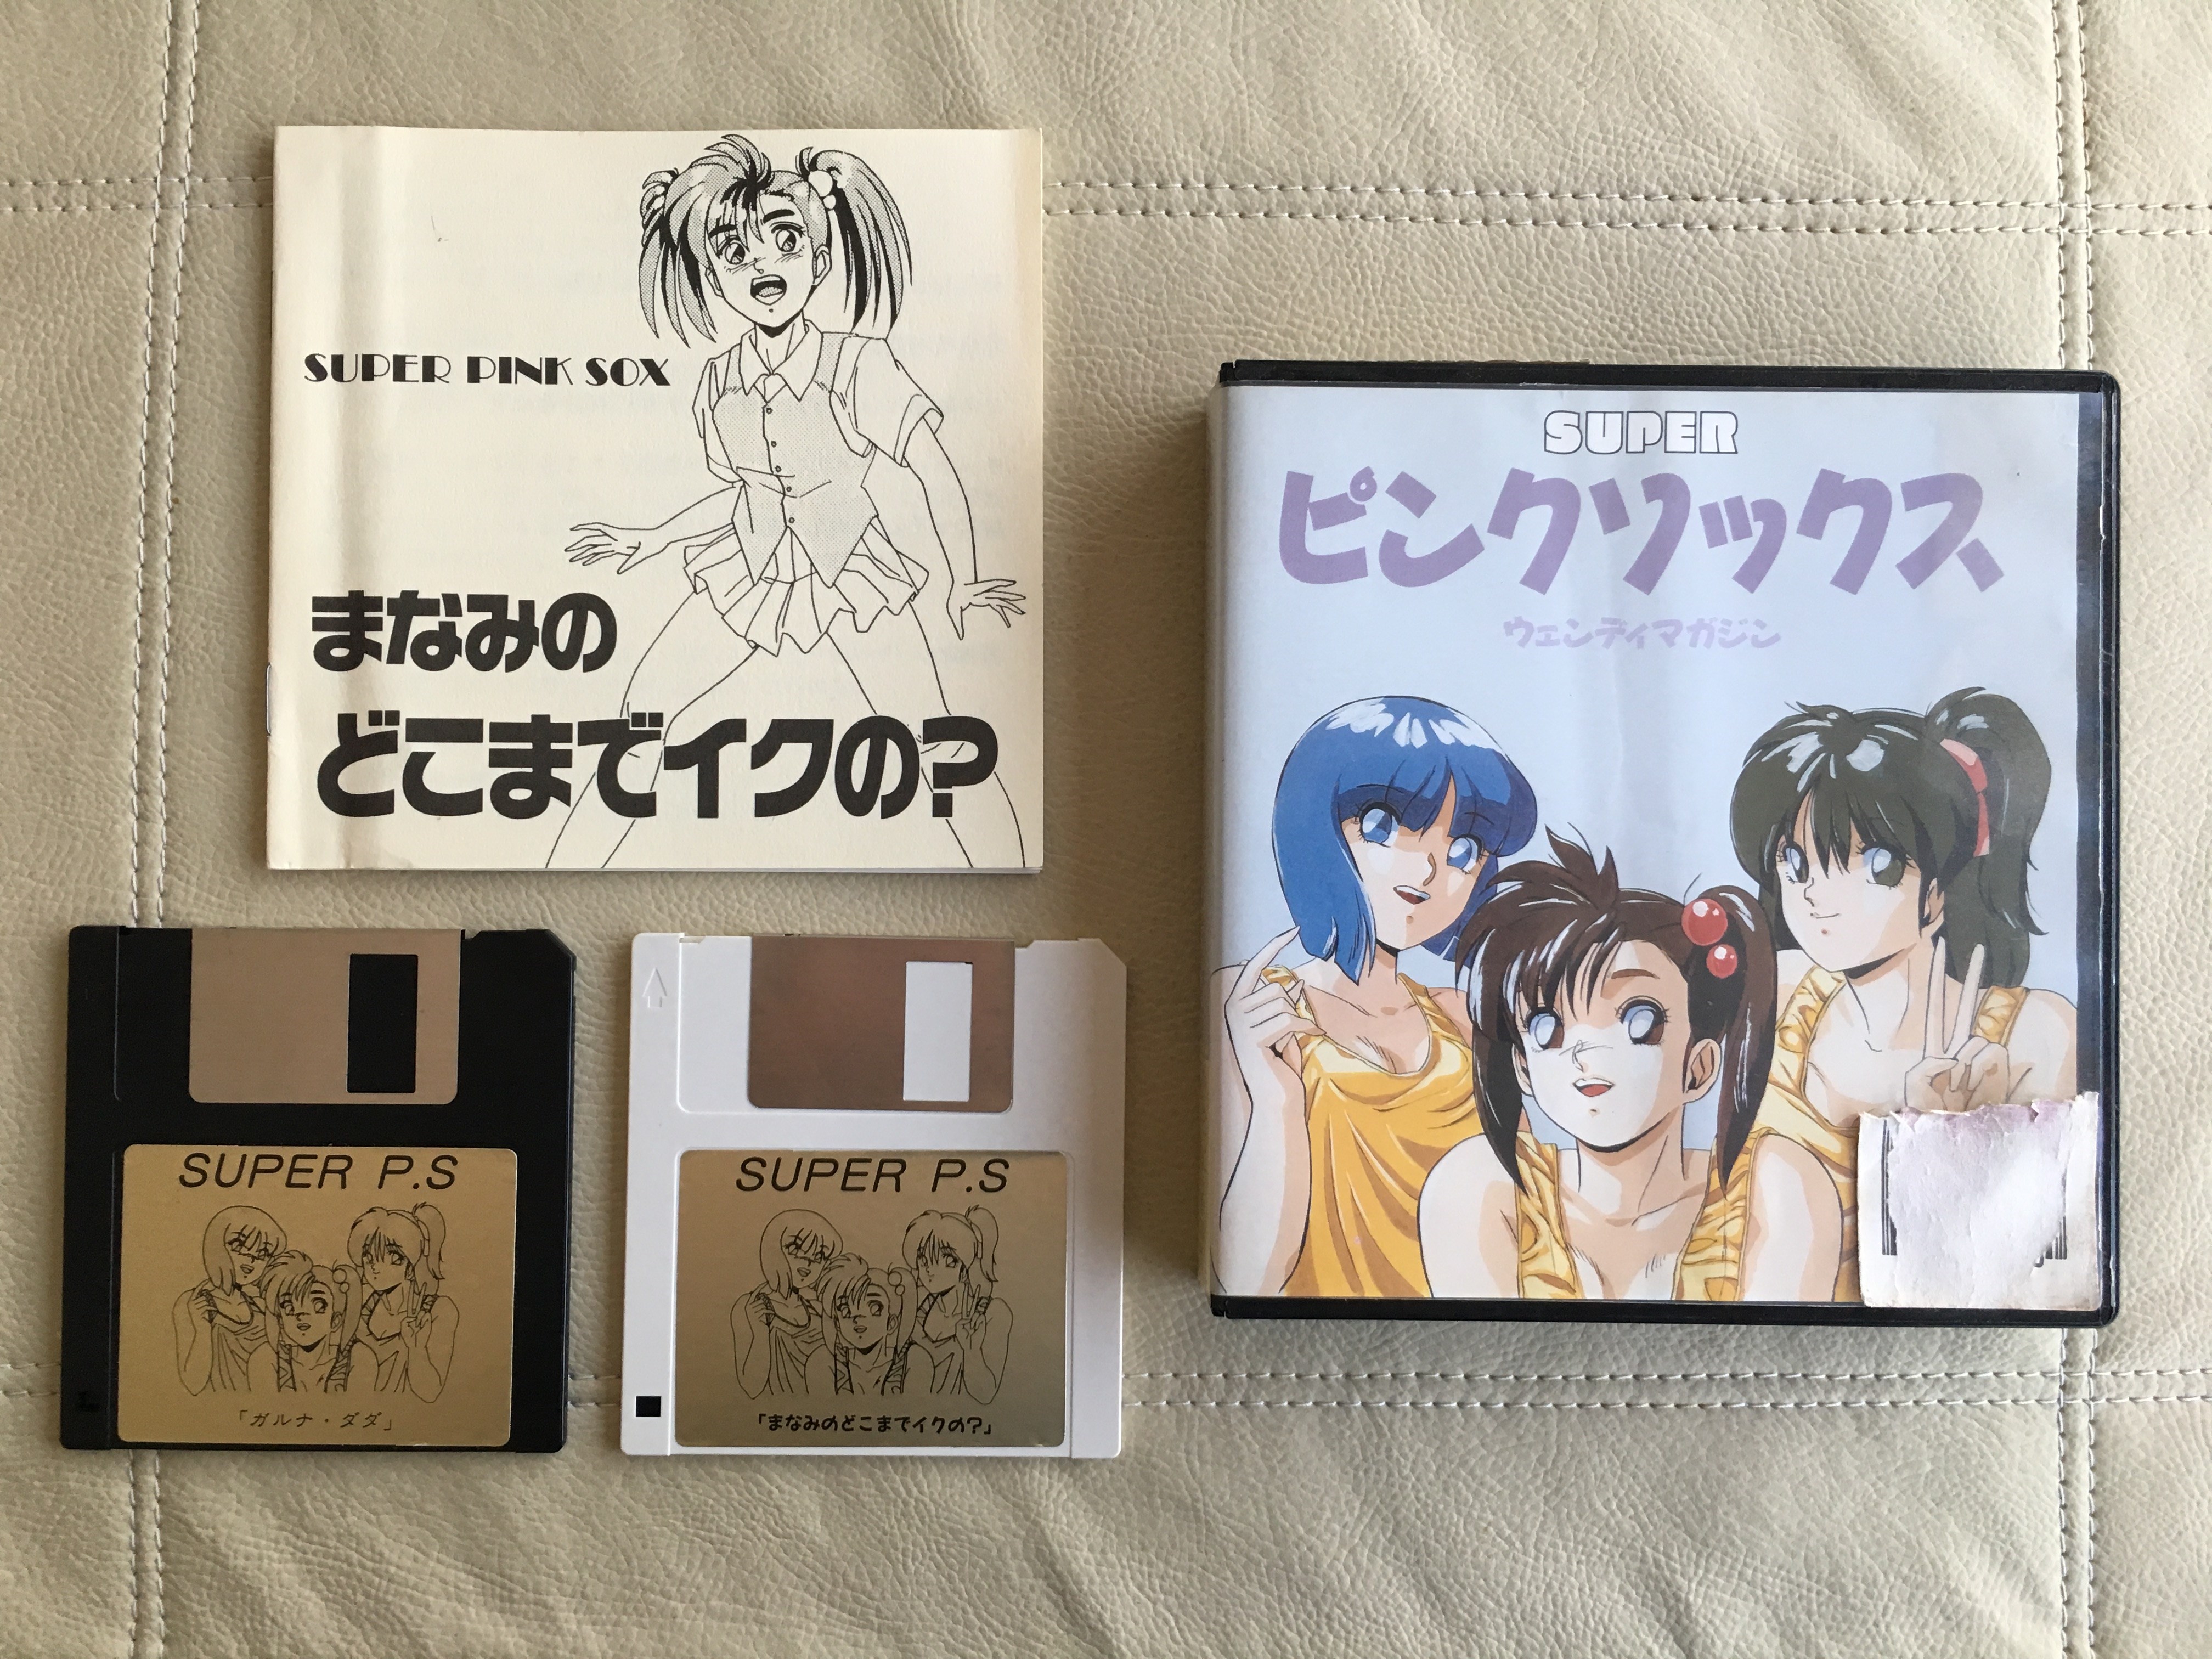 SUPER PINK SOX
まなみの
どこまでイクの?
SUPER
ピンクソックス
ウェンディマガジン
SUPER P.S
「ガルナ・ダダ」
SUPER P.S
「まなみのどこまでイクの?」